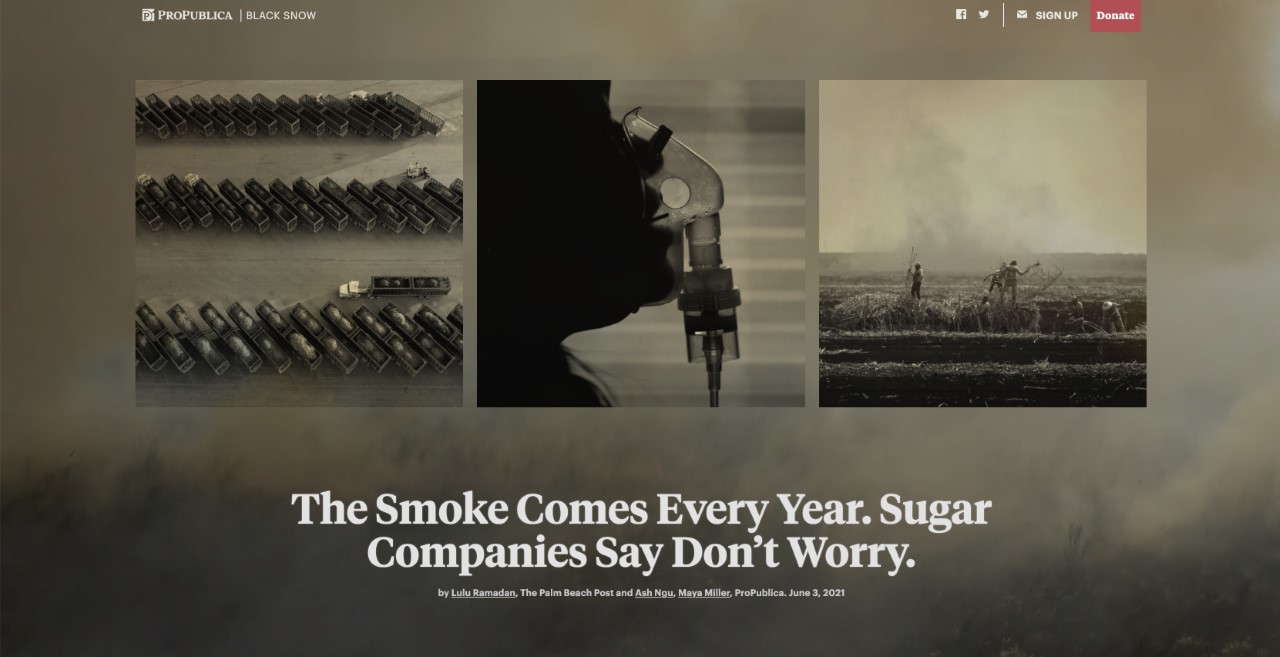 PROPUBLICA | BLACK SNOW
SIGN UP
Donate
The Smoke Comes Every Year. Sugar
Companies Say Don’t Worry.
by Lulu Ramadan, The Palm Beach Post and Ash Ngu, Maya Miller, ProPublica. June 3, 2021